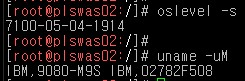 [root@plswas02:/]# oslevel -s
7100-05-04-1914
[root@plswas02:/]#
[root@plswas02:/]# uname -uM
IBM,9080-M9S IBM,02782F508